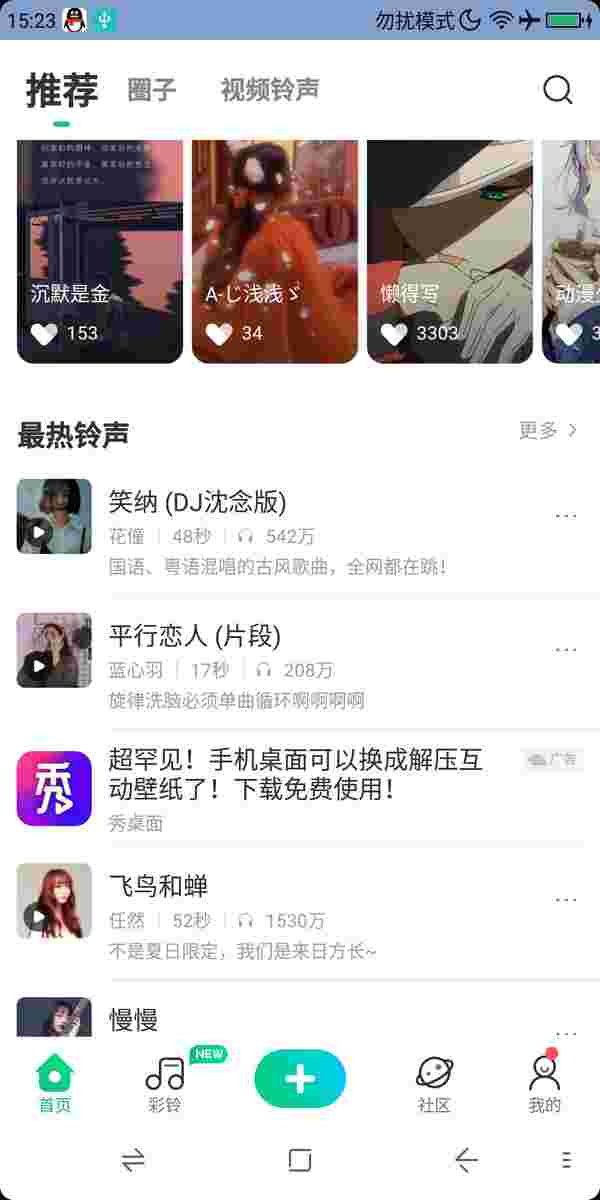 15:23
勿扰模式
推荐
圈子
视频铃声
沉默是金
153
A-じ浅浅ゞ
34
懒得写
3303
动漫
3
最热铃声
更多
笑纳 (DJ沈念版)
花僮 48秒 542万
国语、粤语混唱的古风歌曲，全网都在跳！
平行恋人 (片段)
蓝心羽 17秒 208万
旋律洗脑必须单曲循环啊啊啊啊
超罕见！手机桌面可以换成解压互
动壁纸了！下载免费使用！
广告
秀
秀桌面
飞鸟和蝉
任然 52秒 1530万
不是夏日限定，我们是来日方长~
慢慢
NEW
首页
彩铃
社区
我的